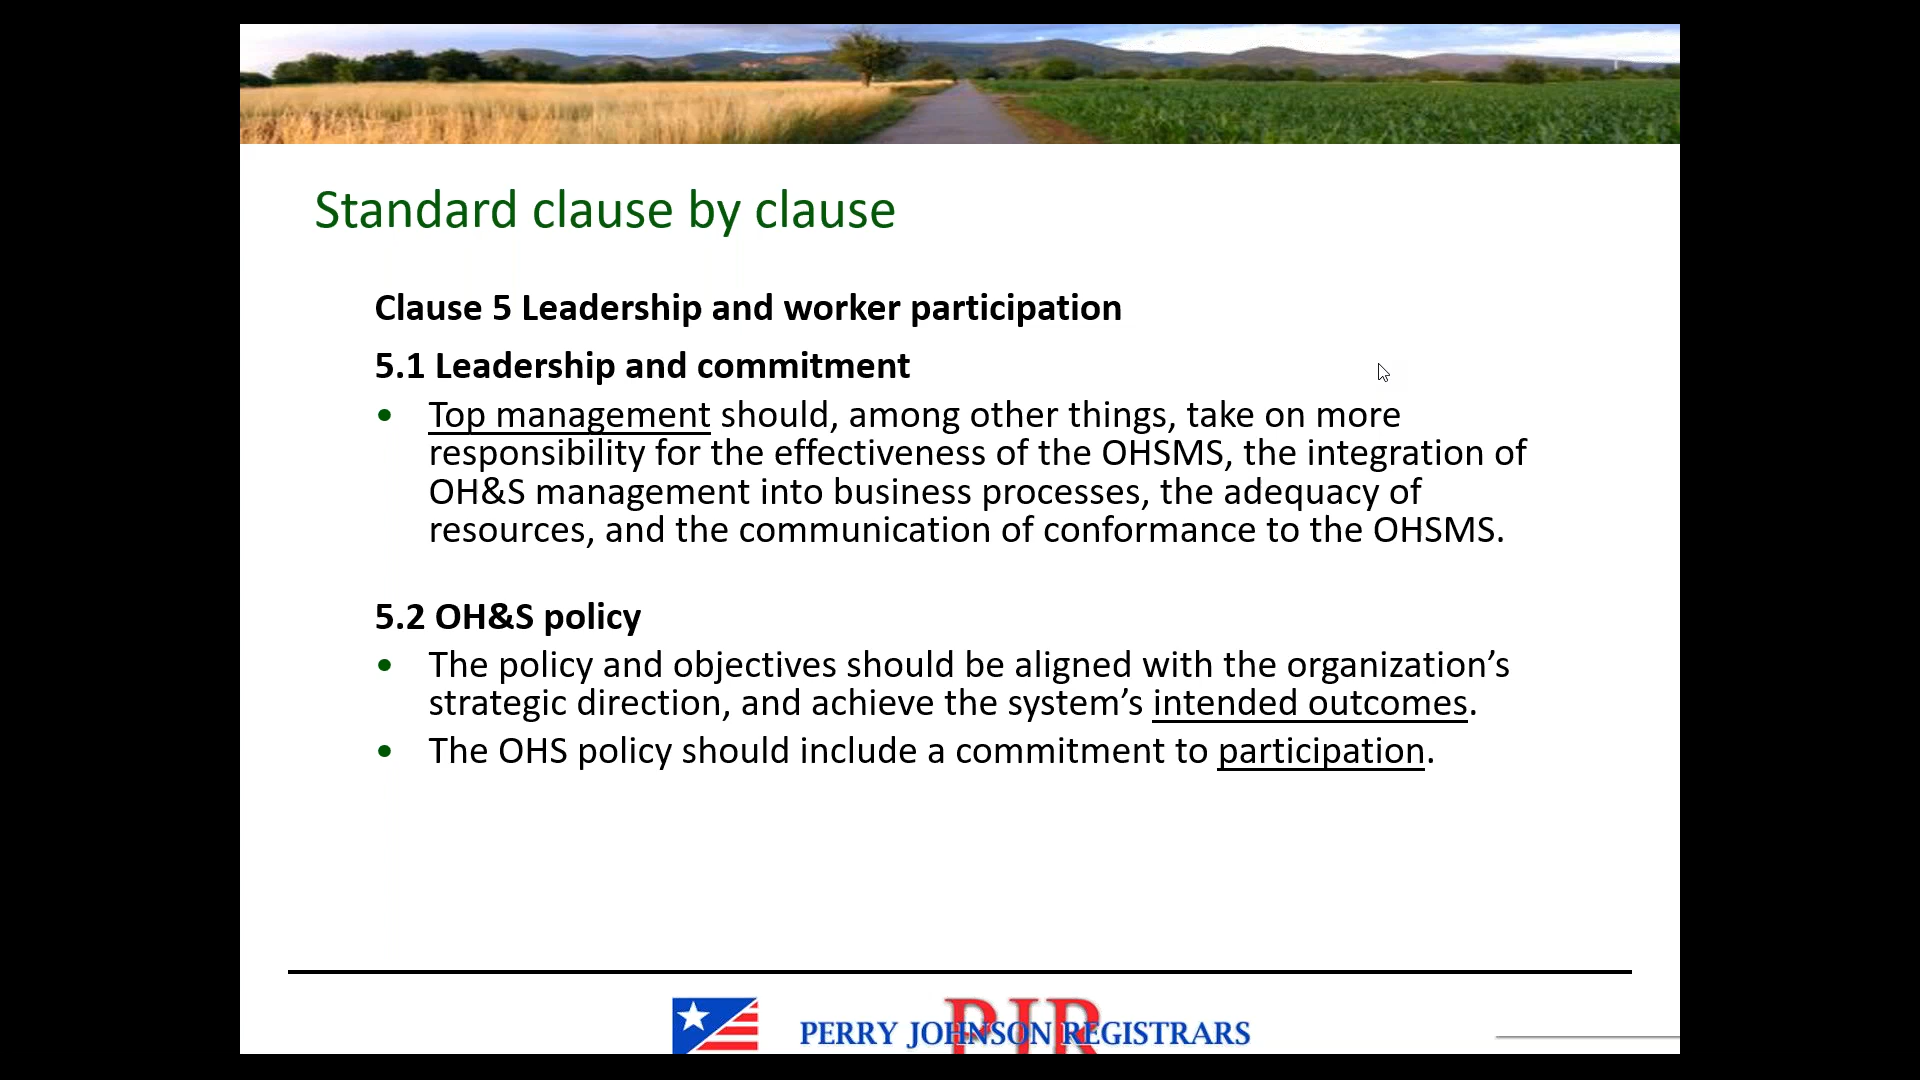 Standard clause by clause
Clause 5 Leadership and worker participation
5.1 Leadership and commitment
• Top management should, among other things, take on more
responsibility for the effectiveness of the OHSMS, the integration of
OH&S management into business processes, the adequacy of
resources, and the communication of conformance to the OHSMS.
5.2 OH&S policy
• The policy and objectives should be aligned with the organization’s
strategic direction, and achieve the system’s intended outcomes.
• The OHS policy should include a commitment to participation.
PJR
PERRY JOHNSON REGISTRARS